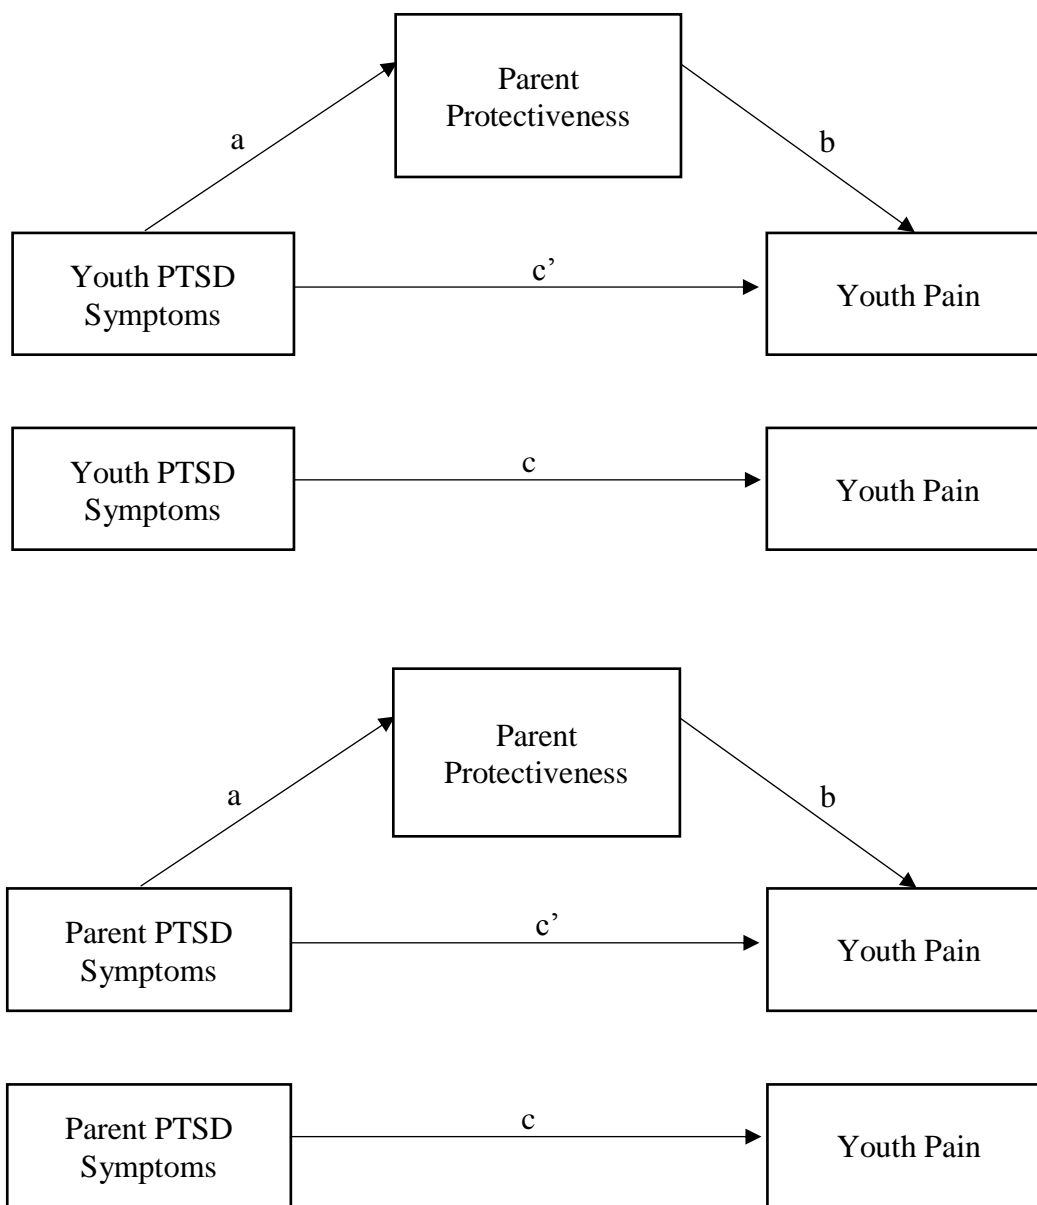 Parent
Protectiveness
a
b
Youth PTSD
Symptoms
c’
Youth Pain
Youth PTSD
Symptoms
c
Youth Pain
Parent
Protectiveness
a
b
Parent PTSD
Symptoms
c’
Youth Pain
Parent PTSD
Symptoms
c
Youth Pain